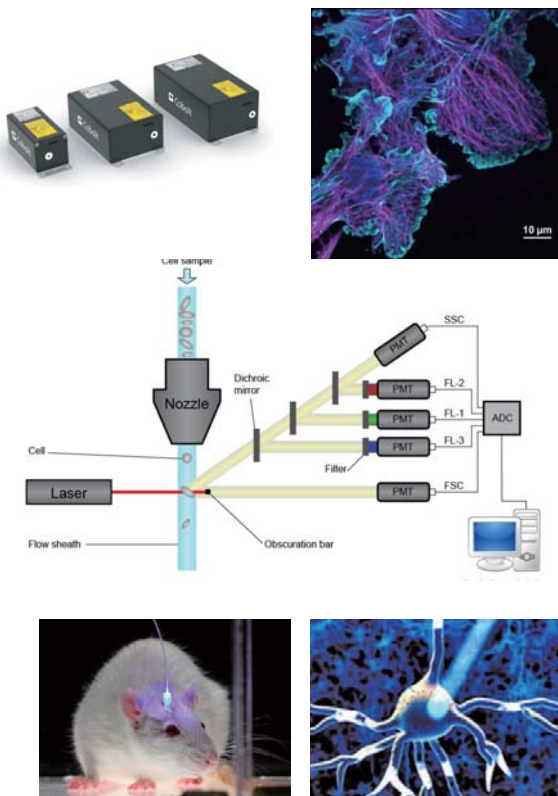 10 µm
Cell sample
SSC
PMT
Dichroic
mirror
FL-2
PMT
Nozzle
FL-1
PMT
ADC
Cell
FL-3
PMT
Filter
Laser
FSC
PMT
Flow sheath
Obscuration bar